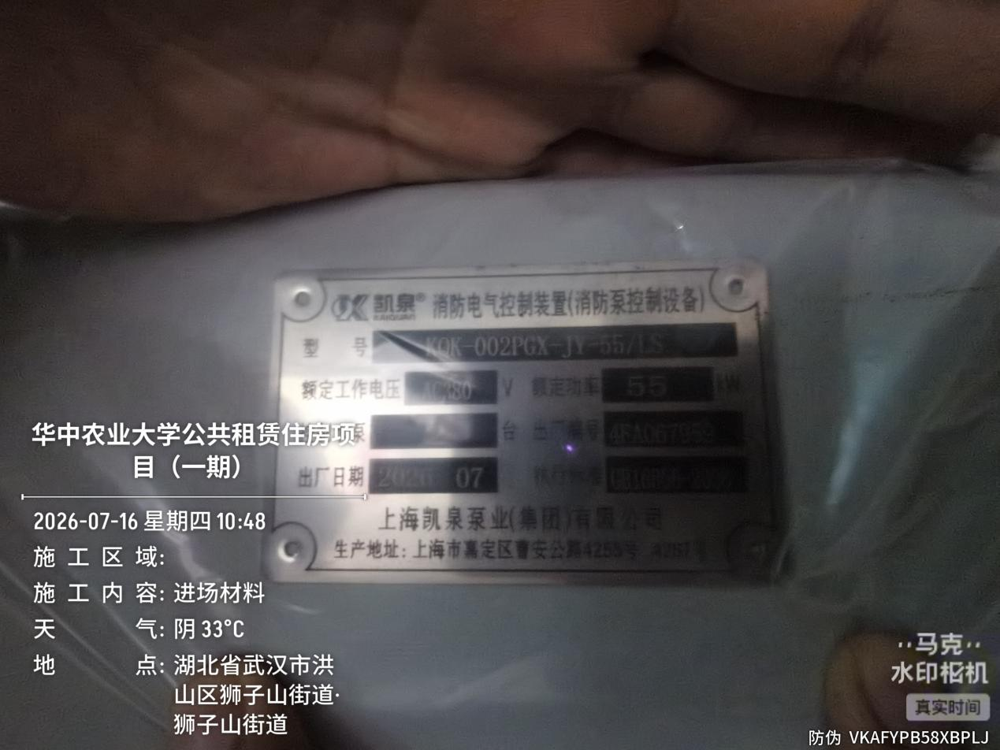 凯泉® 消防电气控制装置(消防泵控制设备)
KAIQUAN
型 号 KQK-002PGX-JY-55/LS
额定工作电压 AC380 V 额定功率 55 kW
泵 台 出厂编号
出厂日期 07
上海凯泉泵业(集团)有限公司
生产地址：上海市嘉定区曹安公路4255号
华中农业大学公共租赁住房项
目（一期）
2026-07-16 星期四 10:48
施工区域:
施工内容: 进场材料
天气: 阴 33°C
地点: 湖北省武汉市洪
山区狮子山街道·
狮子山街道
马克
水印相机
真实时间
防伪 VKAFYPB58XBPLJ